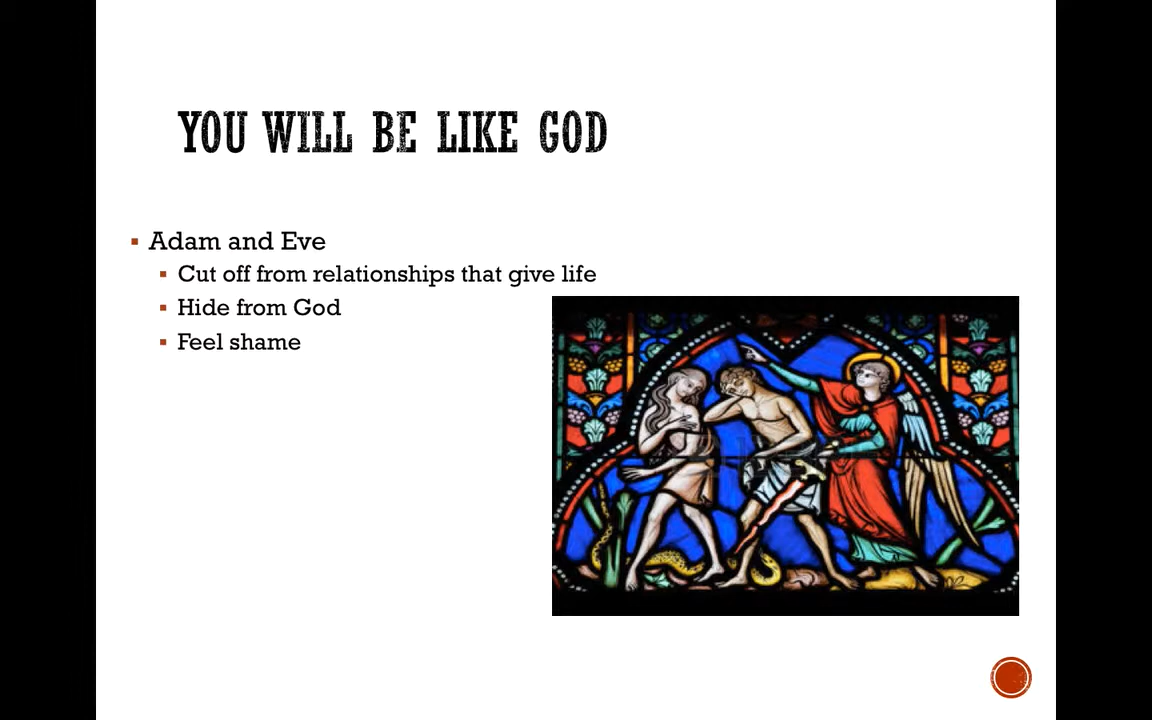 YOU WILL BE LIKE GOD
Adam and Eve
Cut off from relationships that give life
Hide from God
Feel shame